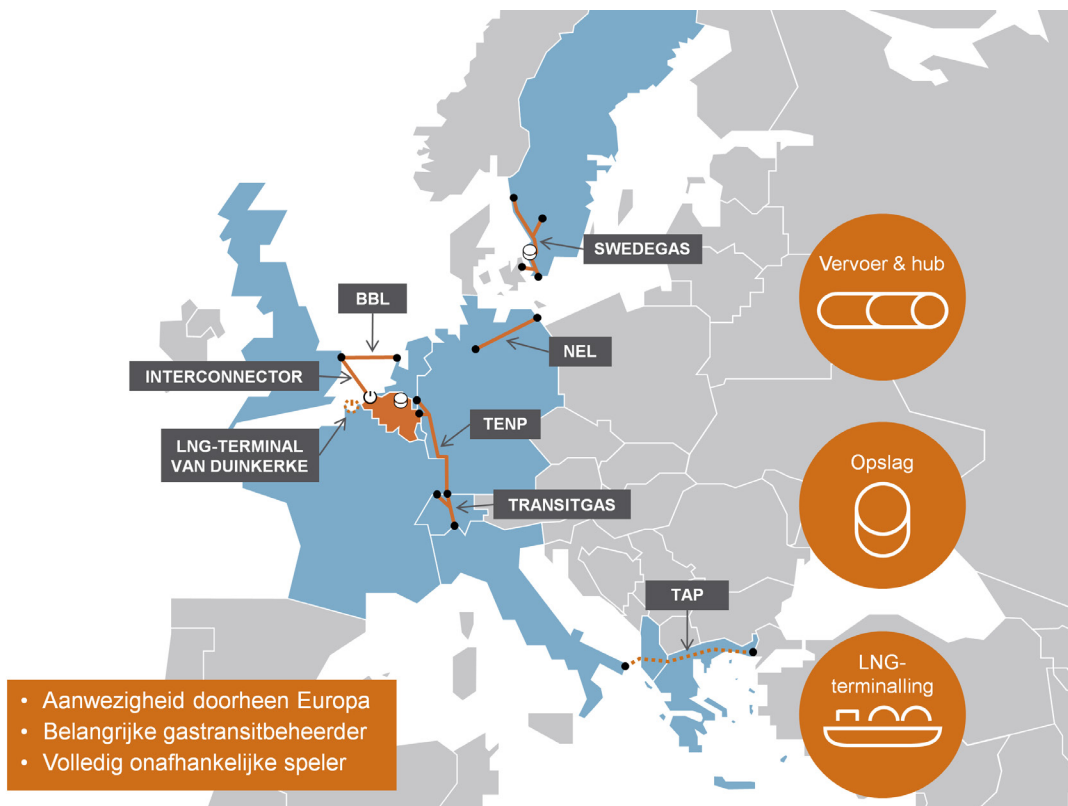 SWEDEGAS
BBL
NEL
INTERCONNECTOR
TENP
LNG-TERMINAL
VAN DUINKERKE
TRANSITGAS
TAP
Vervoer & hub
Opslag
LNG-
terminalling
• Aanwezigheid doorheen Europa
• Belangrijke gastransitbeheerder
• Volledig onafhankelijke speler